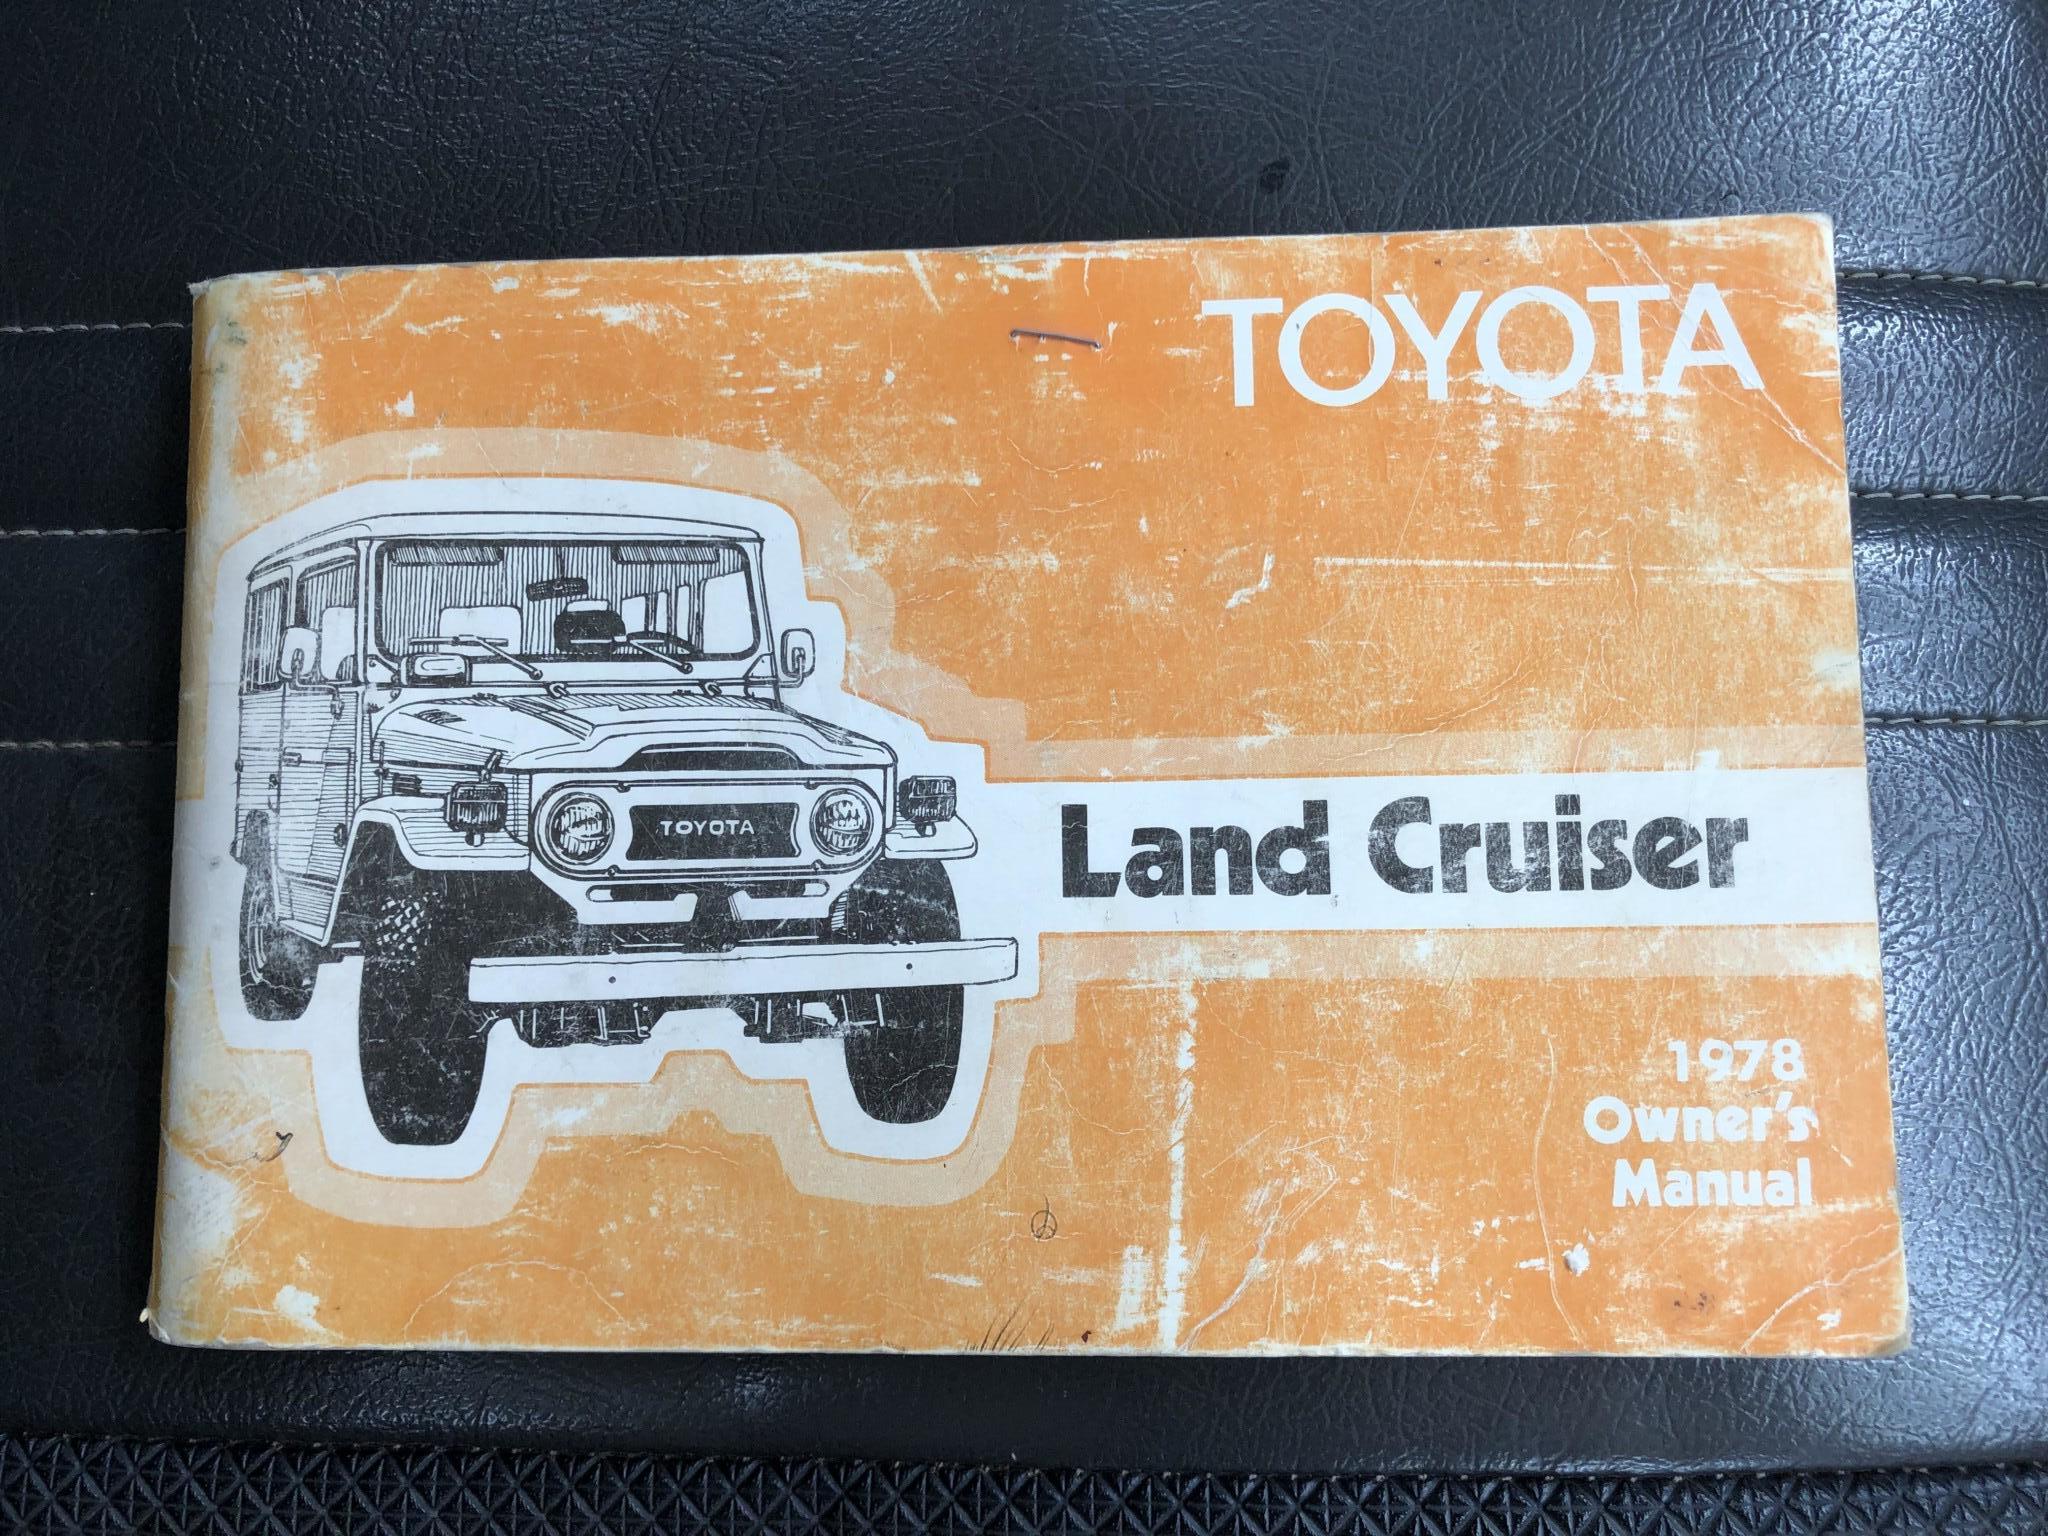 TOYOTA
TOYOTA
Land Cruiser
1978
Owner's
Manual